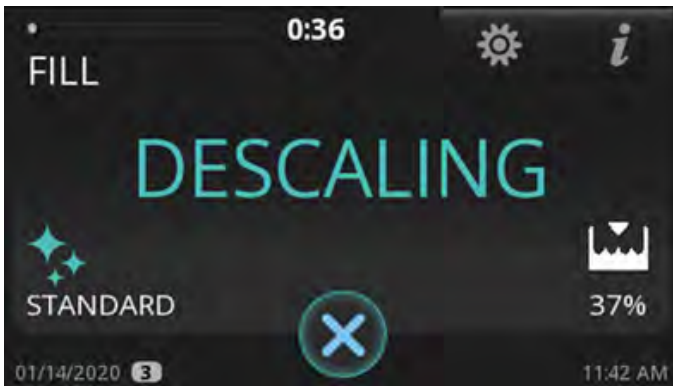 0:36
FILL
DESCALING
STANDARD
37%
01/14/2020 3
11:42 AM